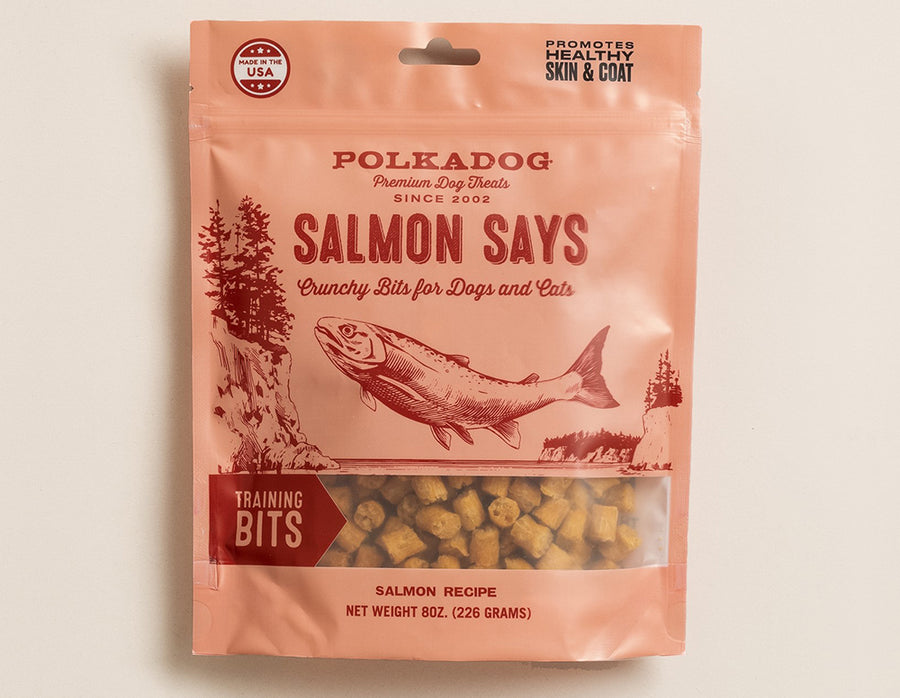 MADE IN THE
USA
PROMOTES
HEALTHY
SKIN & COAT
POLKADOG
Premium Dog Treats
SINCE 2002
SALMON SAYS
Crunchy Bits for Dogs and Cats
TRAINING
BITS
SALMON RECIPE
NET WEIGHT 8OZ. (226 GRAMS)